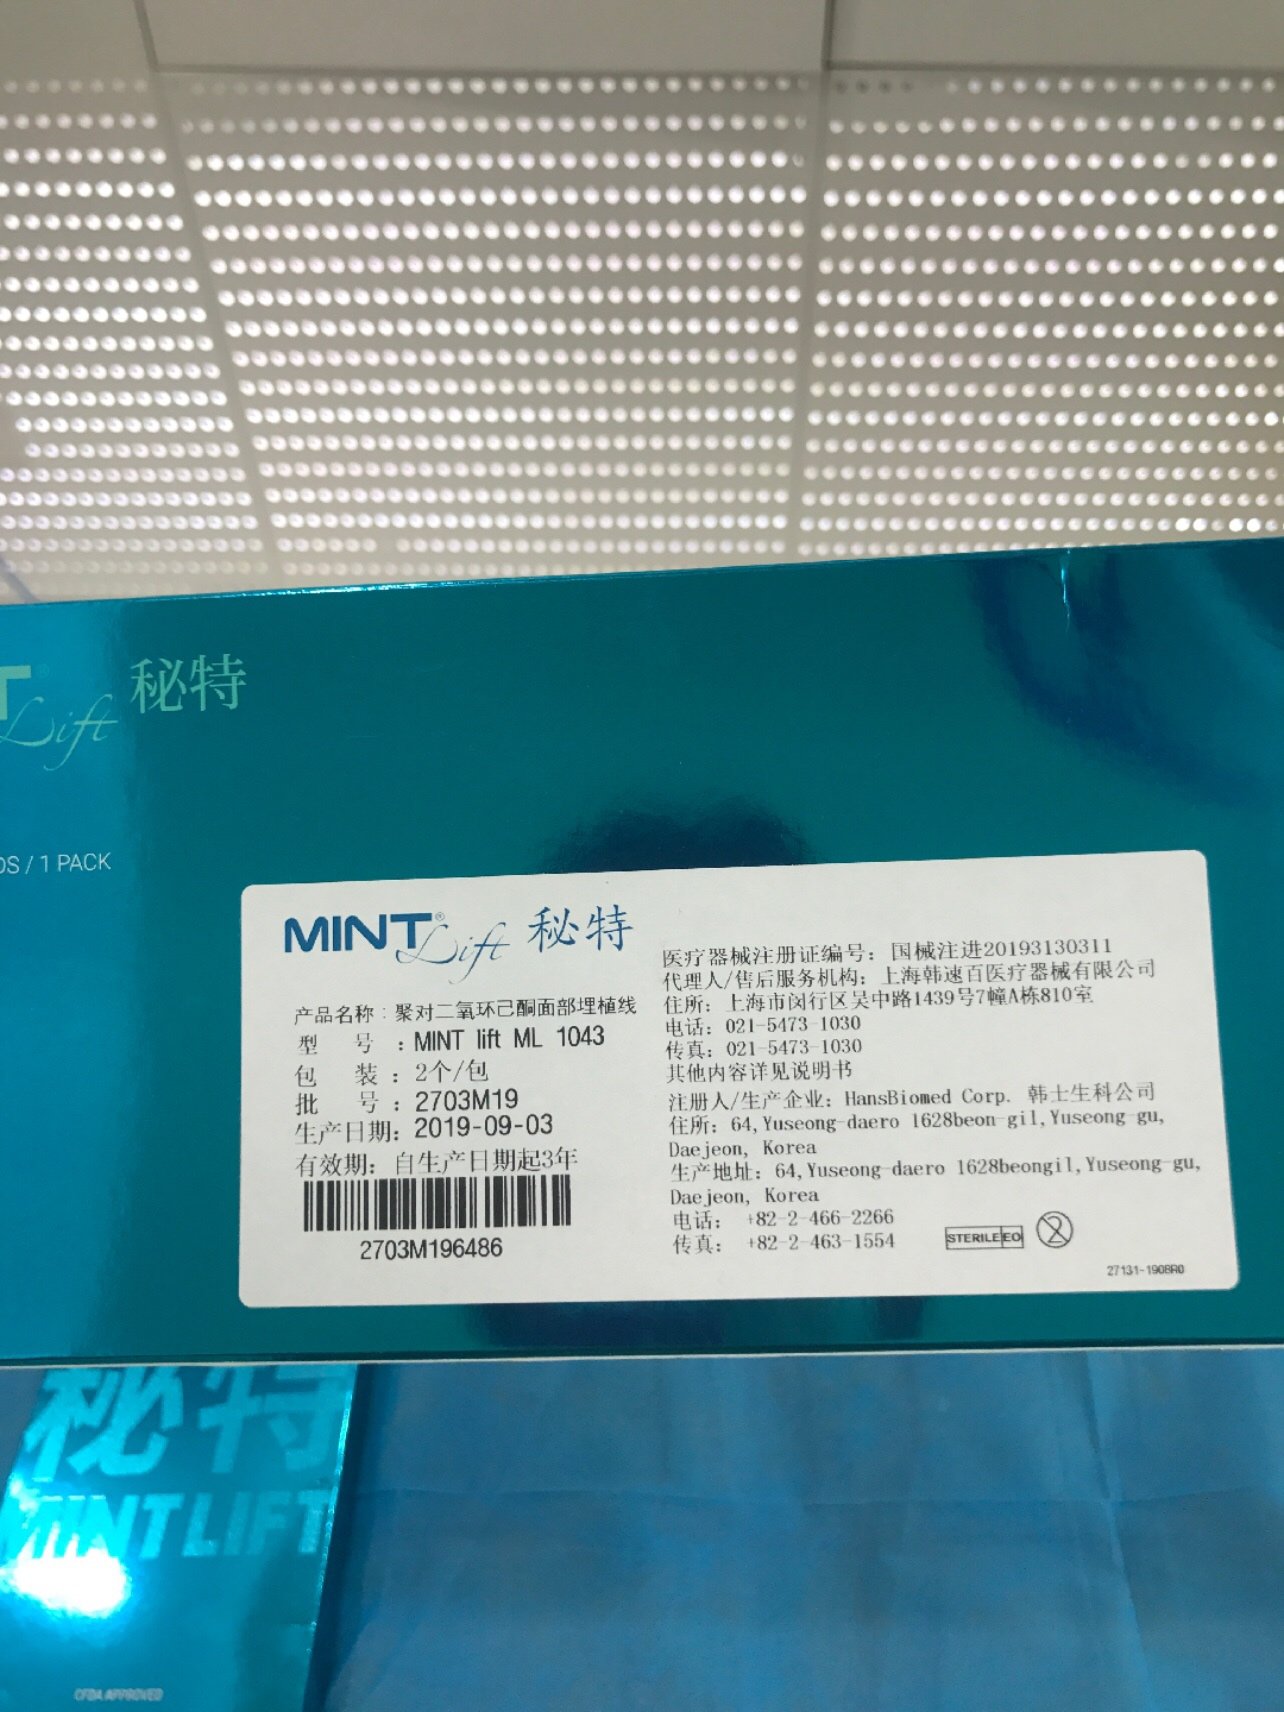 T® Lift 秘特
DS / 1 PACK
MINT® Lift 秘特
产品名称：聚对二氧环己酮面部埋植线
型 号：MINT lift ML 1043
包 装：2个/包
批 号：2703M19
生产日期：2019-09-03
有效期：自生产日期起3年
2703M196486
医疗器械注册证编号：国械注进20193130311
代理人/售后服务机构：上海韩速百医疗器械有限公司
住所：上海市闵行区吴中路1439号7幢A栋810室
电话：021-5473-1030
传真：021-5473-1030
其他内容详见说明书
注册人/生产企业：HansBiomed Corp. 韩士生科公司
住所：64,Yuseong-daero 1628beon-gil,Yuseong-gu,
Daejeon, Korea
生产地址：64,Yuseong-daero 1628beongil,Yuseong-gu,
Daejeon, Korea
电话： +82-2-466-2266
传真： +82-2-463-1554
STERILE EO
2
27131-1908R0
秘特
MINT LIFT
CFDA APPROVED